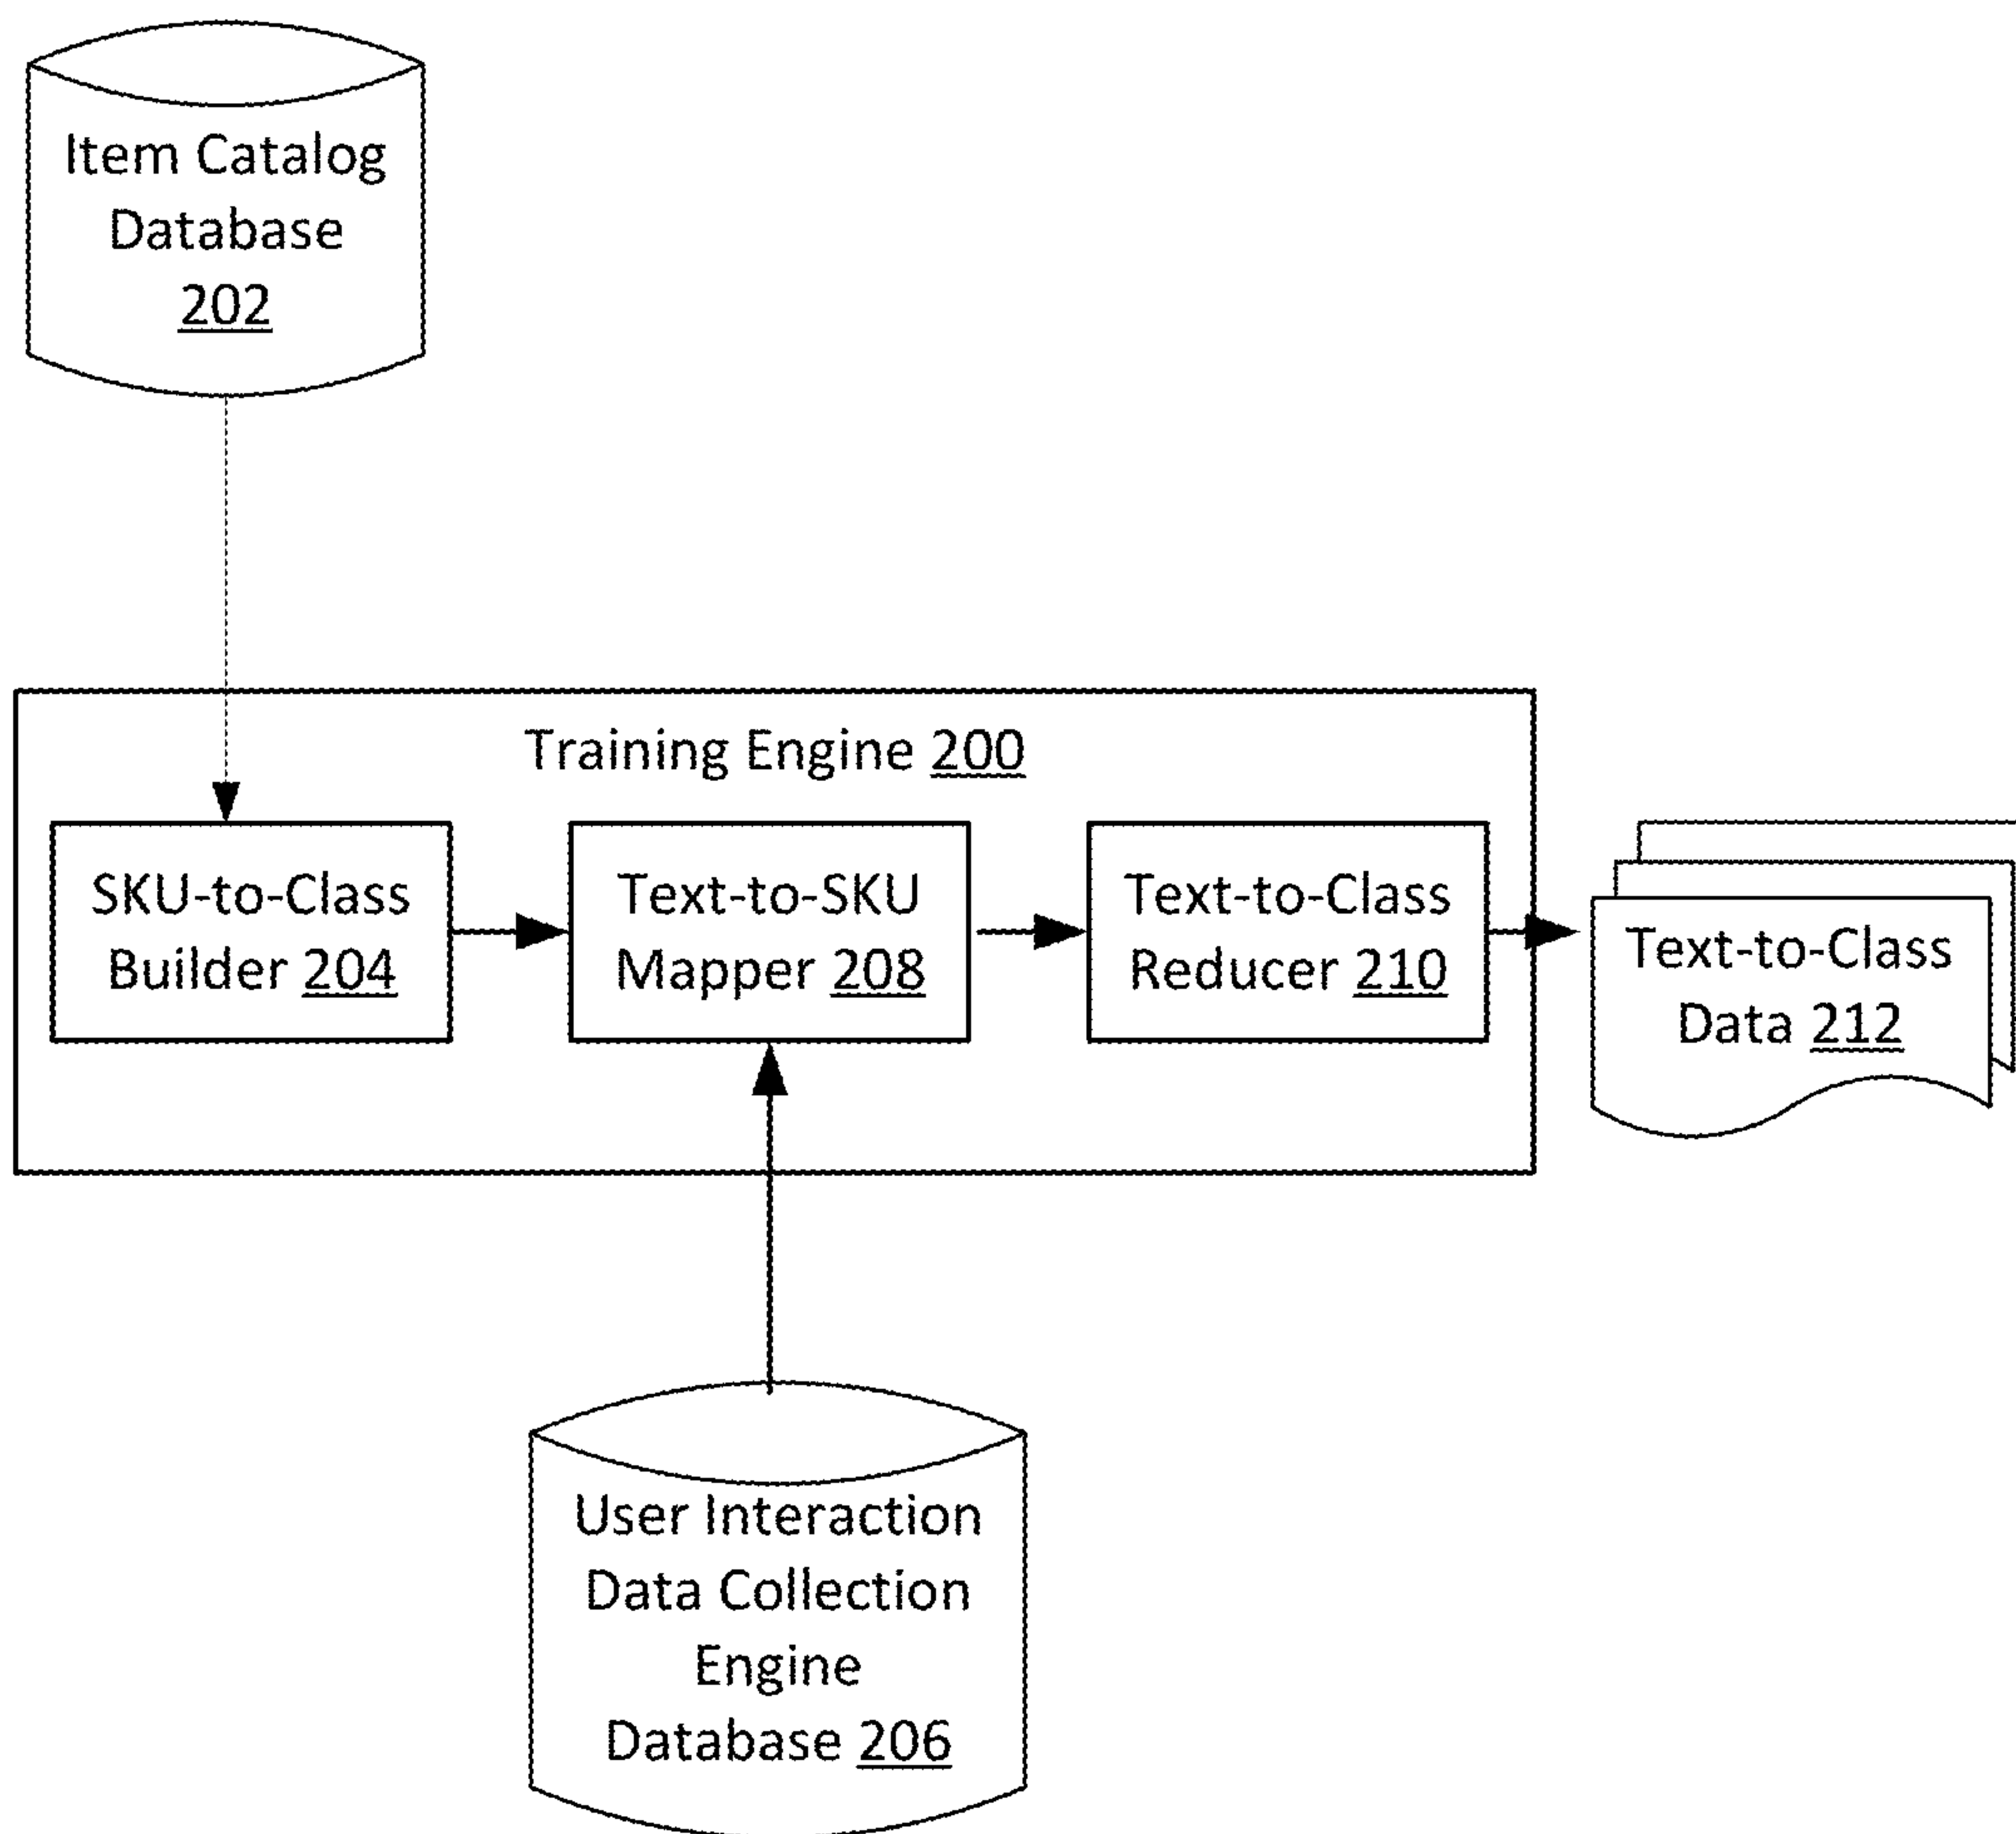 Item Catalog
Database
202
Training Engine 200
SKU-to-Class
Builder 204
Text-to-SKU
Mapper 208
Text-to-Class
Reducer 210
Text-to-Class
Data 212
User Interaction
Data Collection
Engine
Database 206